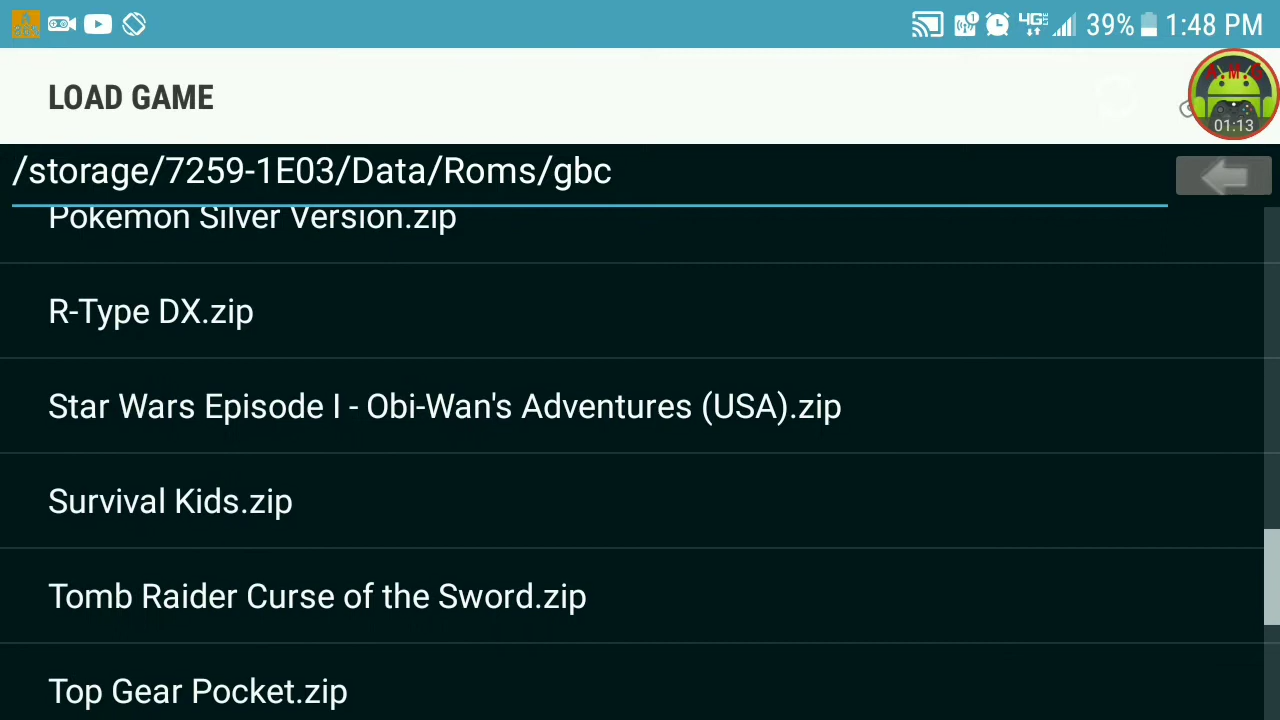 39% 1:48 PM
LOAD GAME
A.M.G
01:13
/storage/7259-1E03/Data/Roms/gbc
Pokemon Silver Version.zip
R-Type DX.zip
Star Wars Episode I - Obi-Wan's Adventures (USA).zip
Survival Kids.zip
Tomb Raider Curse of the Sword.zip
Top Gear Pocket.zip